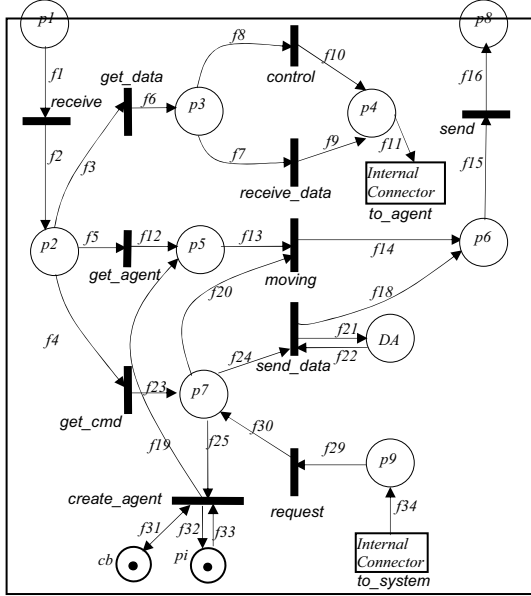 p1
p8
f1
f8
f10
f16
get_data
control
receive
f6
p3
p4
send
f2
f3
f7
f9
f11
f15
Internal
Connector
receive_data
to_agent
p2
f5
f12
p5
f13
f14
p6
get_agent
f20
moving
f18
f4
f21
DA
f22
f24
send_data
f23
p7
get_cmd
f19
f25
f30
f29
p9
create_agent
request
f34
f31
f32
f33
Internal
Connector
cb
pi
to_system